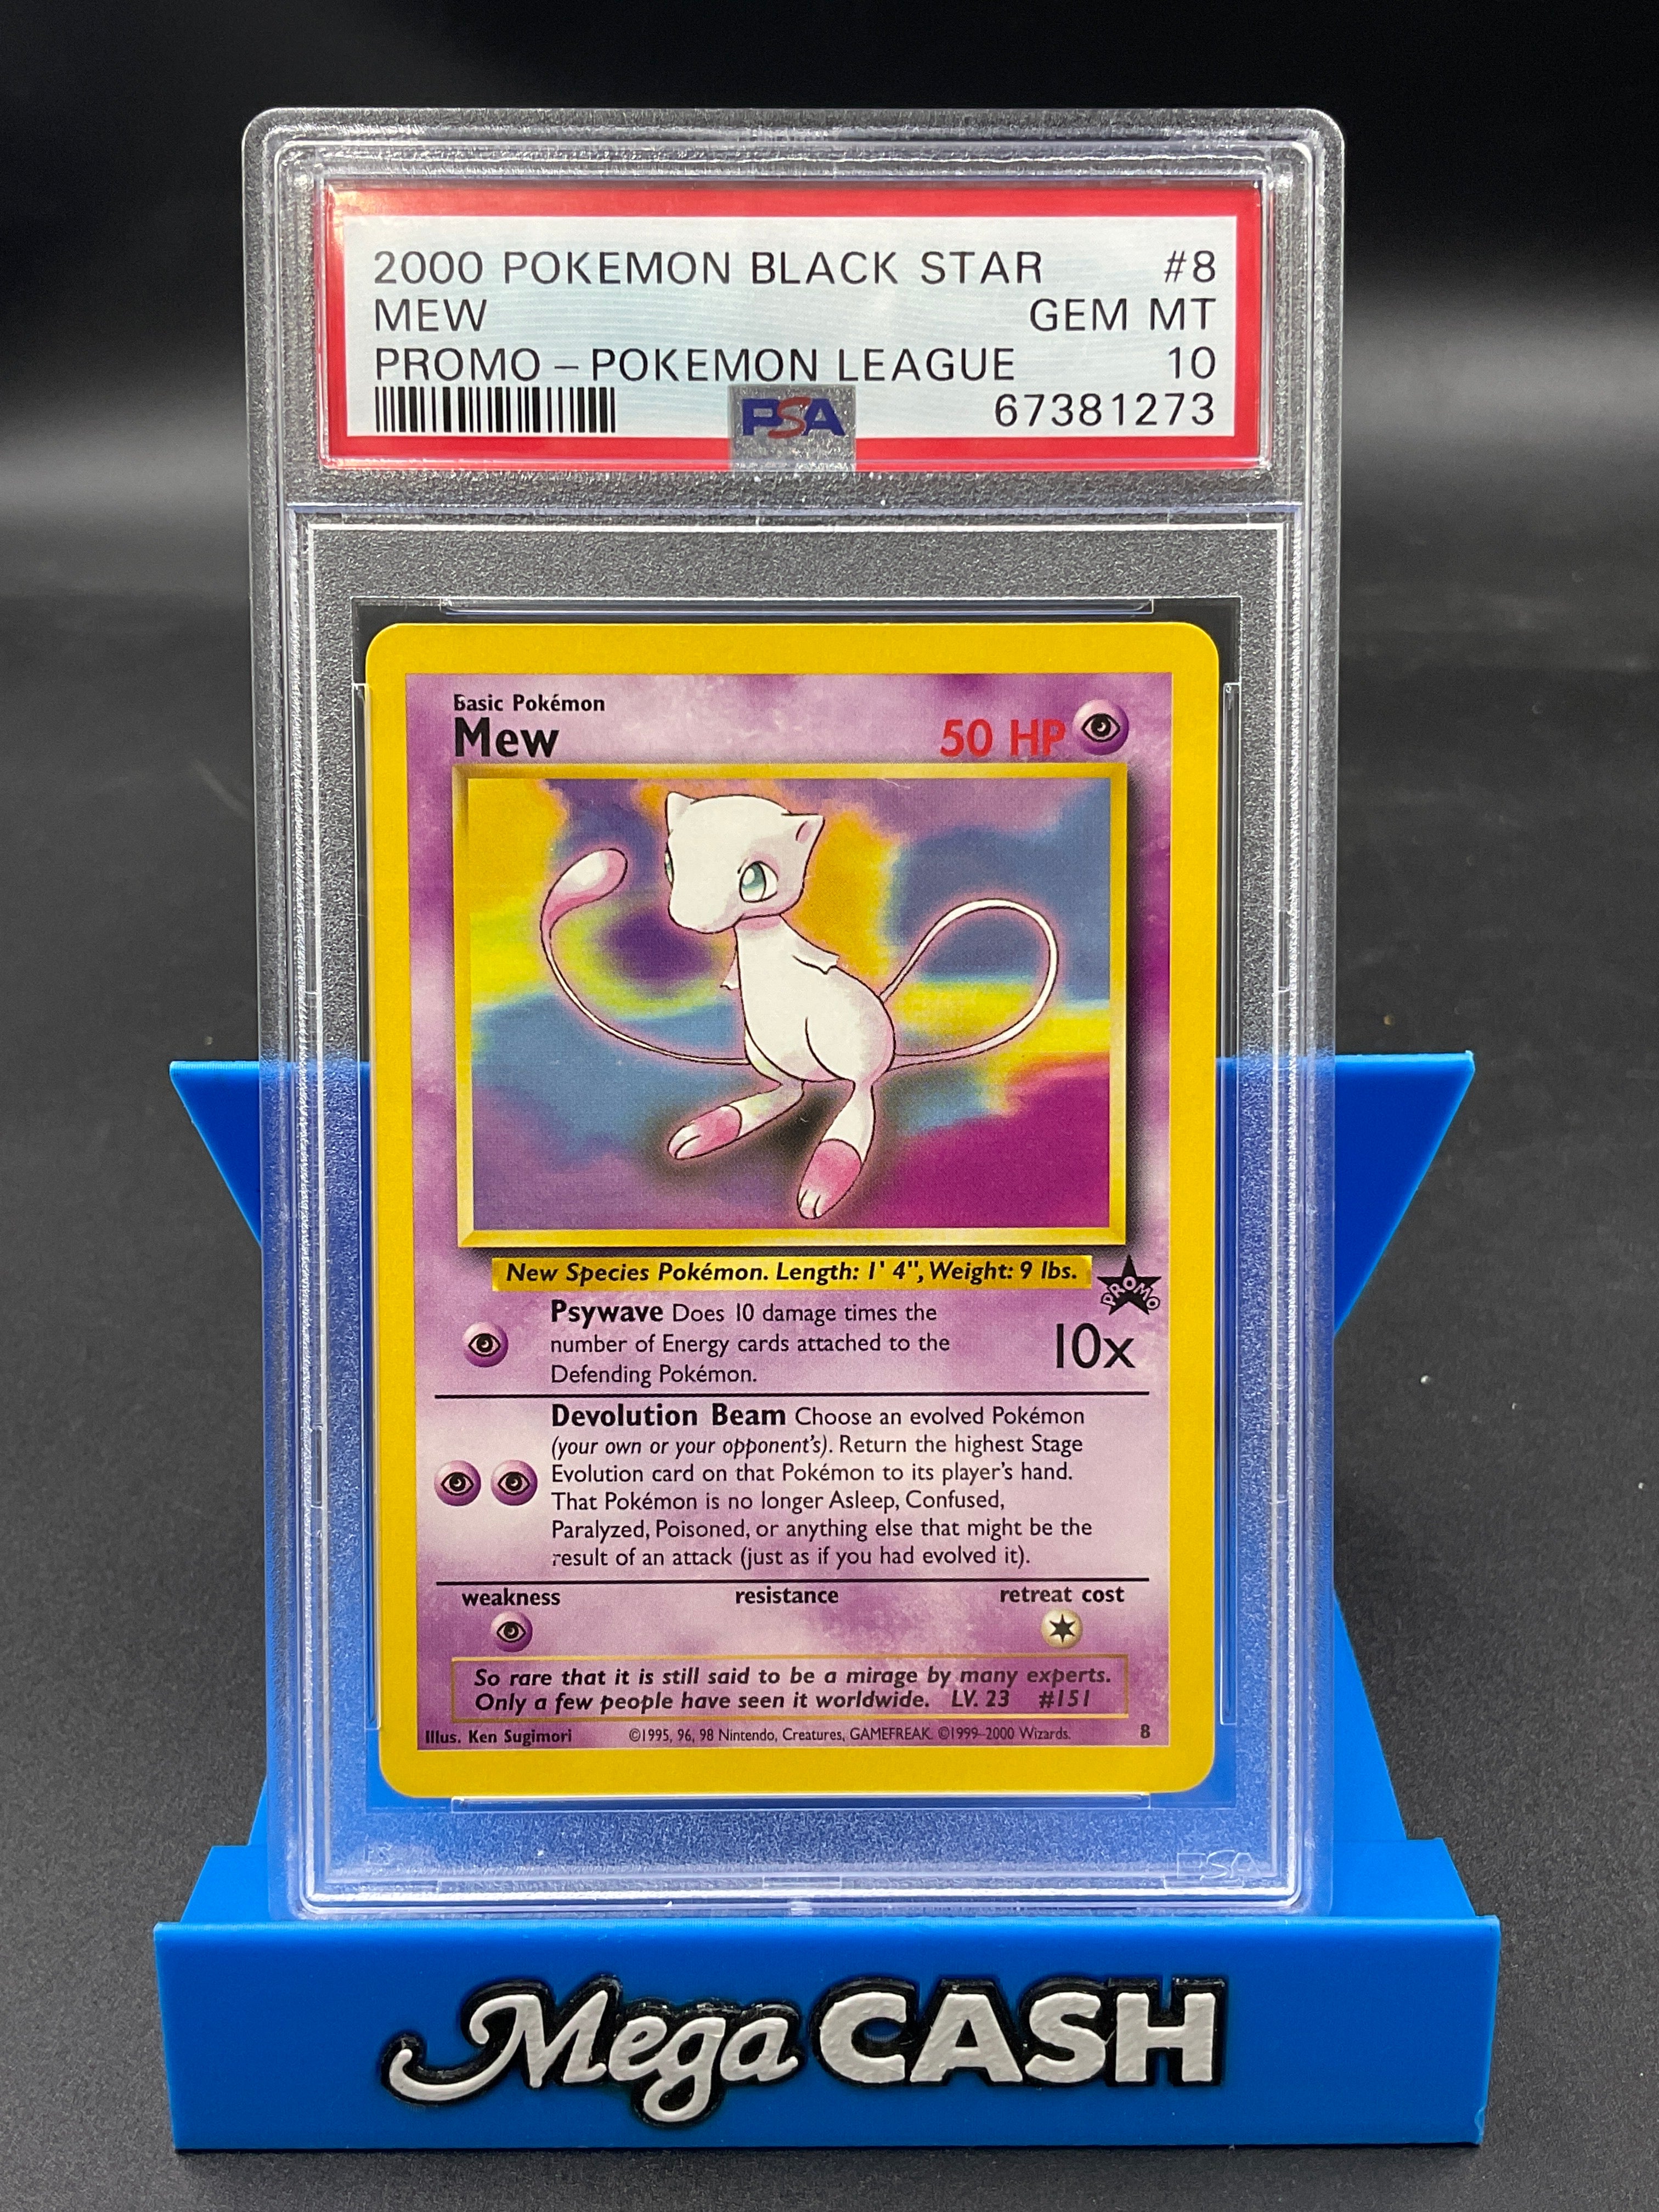 2000 POKEMON BLACK STAR #8
MEW GEM MT
PROMO – POKEMON LEAGUE 10
PSA 67381273
Basic Pokémon
Mew 50 HP
New Species Pokémon. Length: 1' 4", Weight: 9 lbs.
PROMO
Psywave Does 10 damage times the
number of Energy cards attached to the
Defending Pokémon.
10x
Devolution Beam Choose an evolved Pokémon
(your own or your opponent's). Return the highest Stage
Evolution card on that Pokémon to its player's hand.
That Pokémon is no longer Asleep, Confused,
Paralyzed, Poisoned, or anything else that might be the
result of an attack (just as if you had evolved it).
weakness resistance retreat cost
So rare that it is still said to be a mirage by many experts.
Only a few people have seen it worldwide. LV. 23 #151
Illus. Ken Sugimori ©1995, 96, 98 Nintendo, Creatures, GAMEFREAK. ©1999–2000 Wizards. 8
PSA
Mega CASH